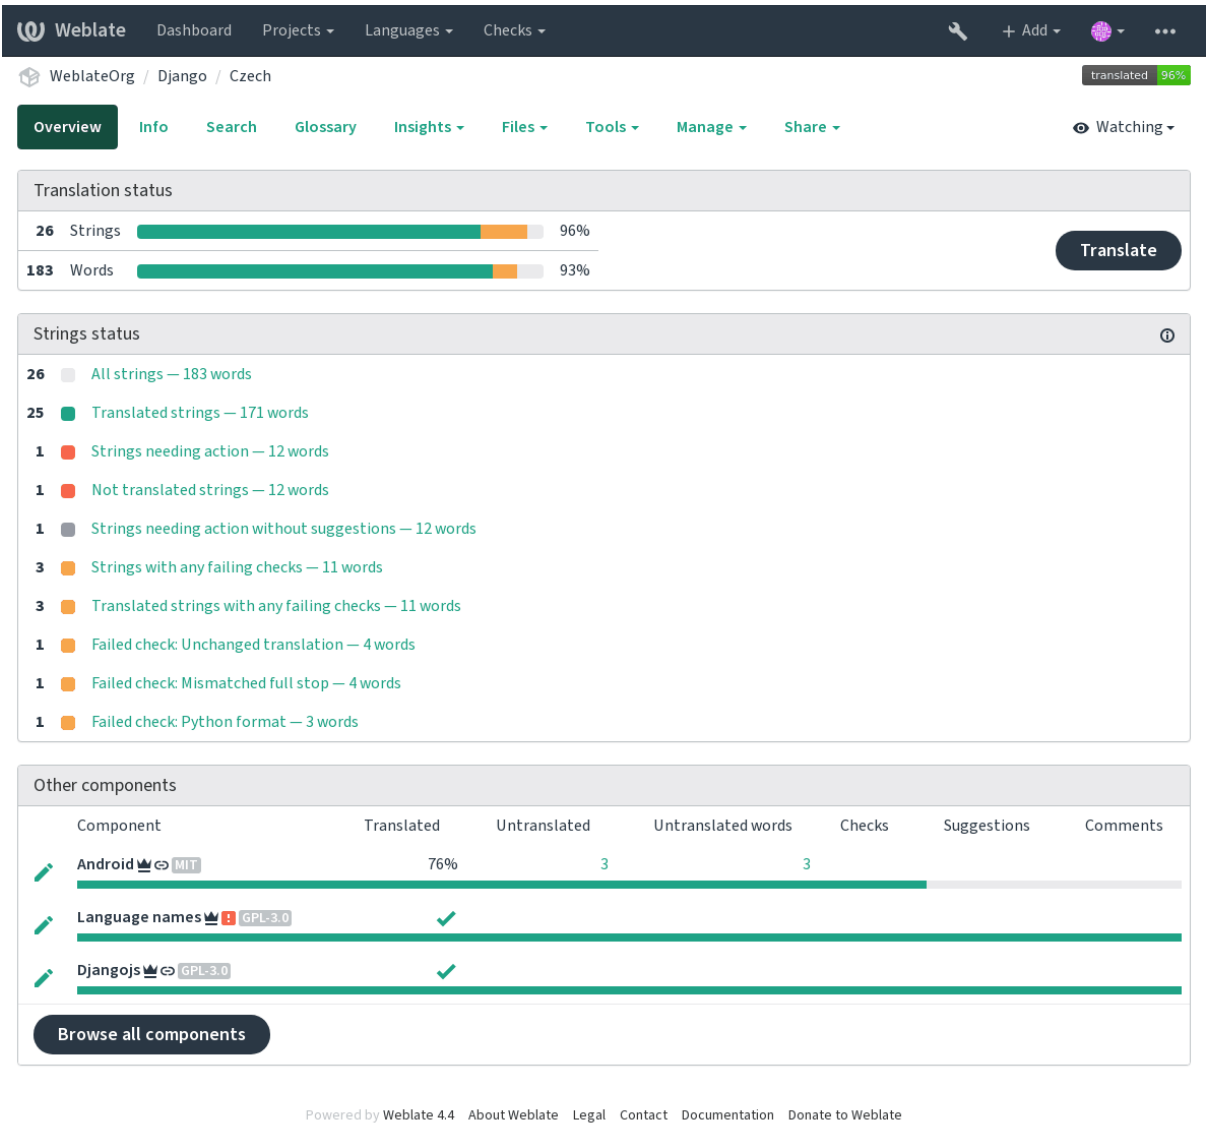 Weblate Dashboard Projects Languages Checks + Add •••
WeblateOrg / Django / Czech translated 96%
Overview Info Search Glossary Insights Files Tools Manage Share Watching
Translation status
26 Strings 96%
Translate
183 Words 93%
Strings status
26 All strings — 183 words
25 Translated strings — 171 words
1 Strings needing action — 12 words
1 Not translated strings — 12 words
1 Strings needing action without suggestions — 12 words
3 Strings with any failing checks — 11 words
3 Translated strings with any failing checks — 11 words
1 Failed check: Unchanged translation — 4 words
1 Failed check: Mismatched full stop — 4 words
1 Failed check: Python format — 3 words
Other components
Component Translated Untranslated Untranslated words Checks Suggestions Comments
Android MIT 76% 3 3
Language names ! GPL-3.0
Djangojs GPL-3.0
Browse all components
Powered by Weblate 4.4 About Weblate Legal Contact Documentation Donate to Weblate